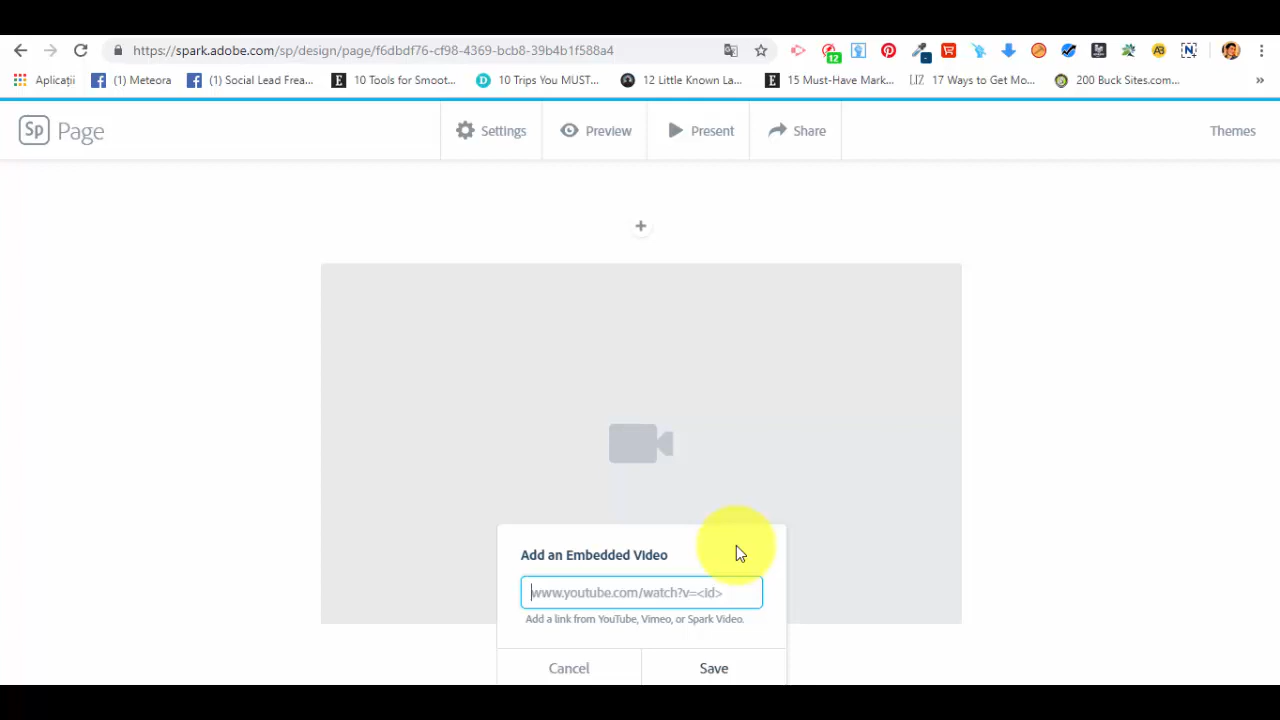 https://spark.adobe.com/sp/design/page/f6dbdf76-cf98-4369-bcb8-39b4b1f588a4
12
AB
N
Aplicații
(1) Meteora
(1) Social Lead Frea...
E
10 Tools for Smoot...
D
10 Trips You MUST...
12 Little Known La...
E
15 Must-Have Mark...
17 Ways to Get Mo...
200 Buck Sites.com...
»
Sp Page
Settings
Preview
Present
Share
Themes
+
Add an Embedded Video
www.youtube.com/watch?v=<id>
Add a link from YouTube, Vimeo, or Spark Video.
Cancel
Save